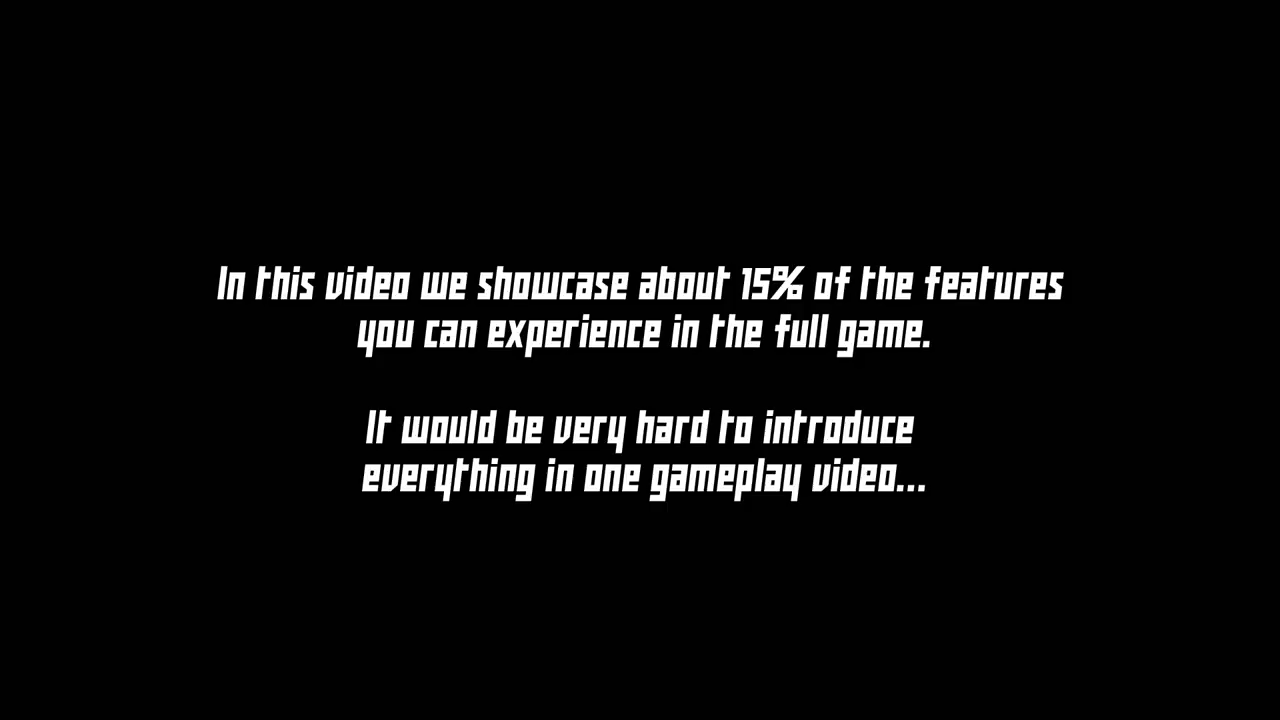 In this video we showcase about 15% of the features
you can experience in the full game.
It would be very hard to introduce
everything in one gameplay video...